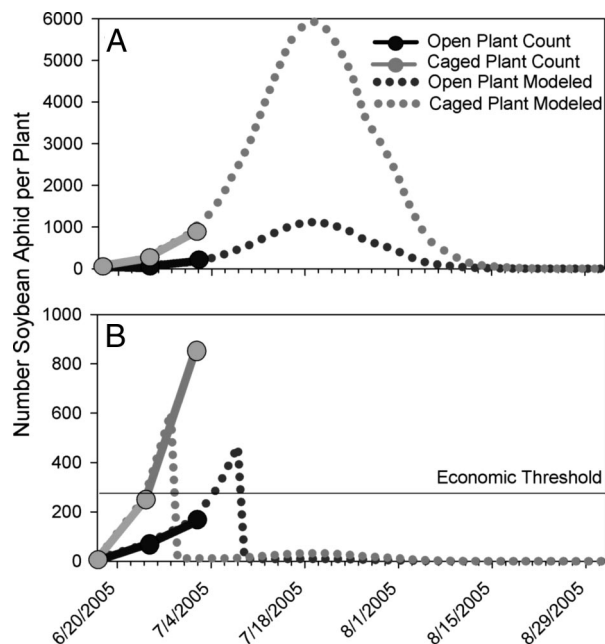 A
6000
5000
4000
3000
2000
1000
0
Open Plant Count
Caged Plant Count
Open Plant Modeled
Caged Plant Modeled
Number Soybean Aphid per Plant
B
1000
800
600
400
200
0
Economic Threshold
6/20/2005
7/4/2005
7/18/2005
8/1/2005
8/15/2005
8/29/2005